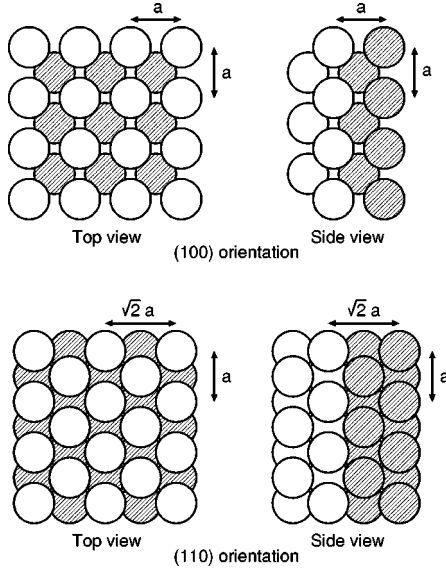 a
a
a
a
Top view
Side view
(100) orientation
√2 a
√2 a
a
a
Top view
Side view
(110) orientation